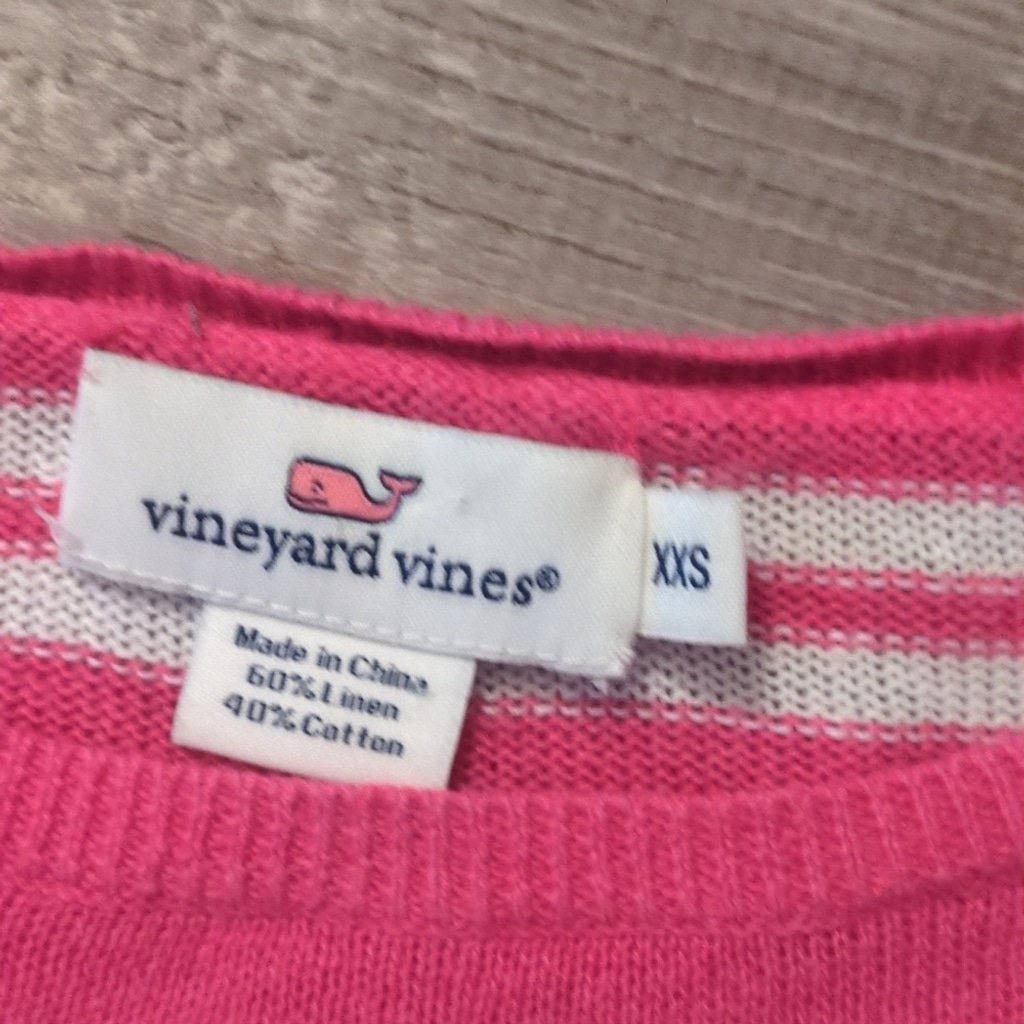 vineyard vines®
XXS
Made in China
60% Linen
40% Cotton